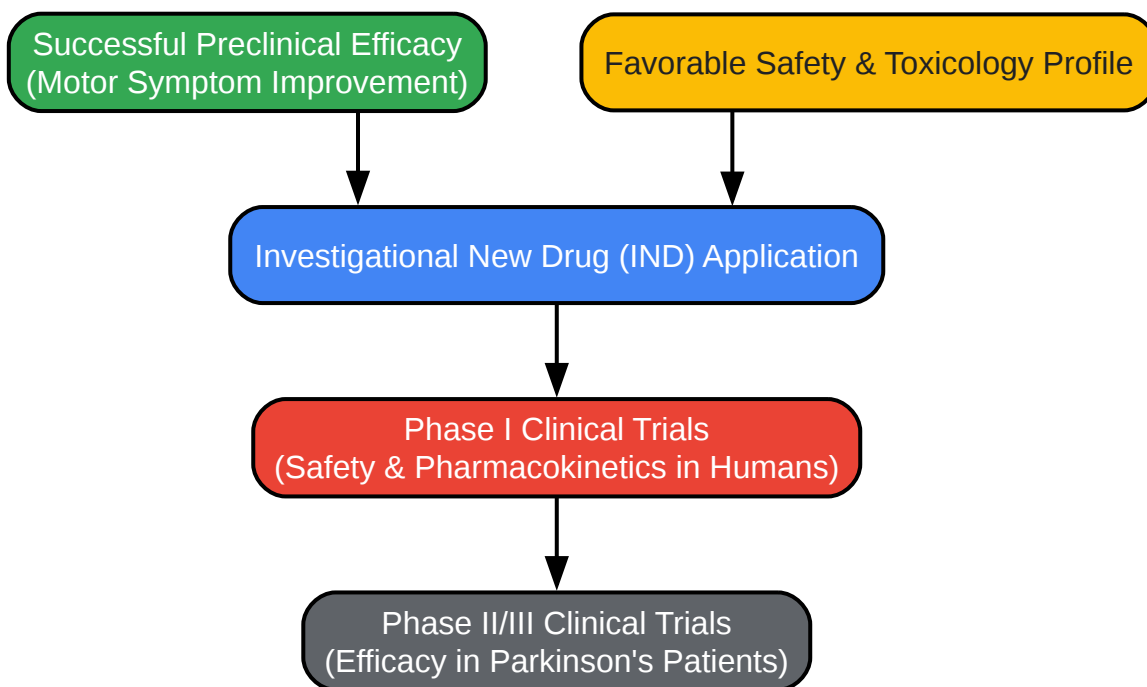 Successful Preclinical Efficacy
(Motor Symptom Improvement)
Favorable Safety & Toxicology Profile
Investigational New Drug (IND) Application
Phase I Clinical Trials
(Safety & Pharmacokinetics in Humans)
Phase II/III Clinical Trials
(Efficacy in Parkinson's Patients)